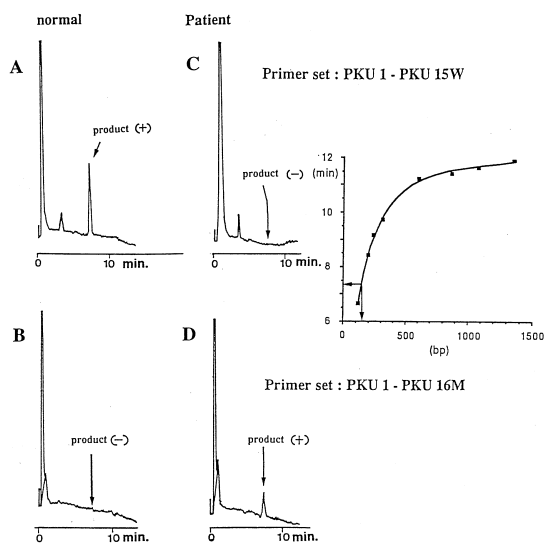 normal
Patient
A
C
Primer set : PKU 1 - PKU 15W
product (+)
product (−)
0
10 min.
0
10 min.
12
(min)
10
8
6
0
500
1000
1500
(bp)
B
D
Primer set : PKU 1 - PKU 16M
product (−)
product (+)
0
10 min.
0
10 min.